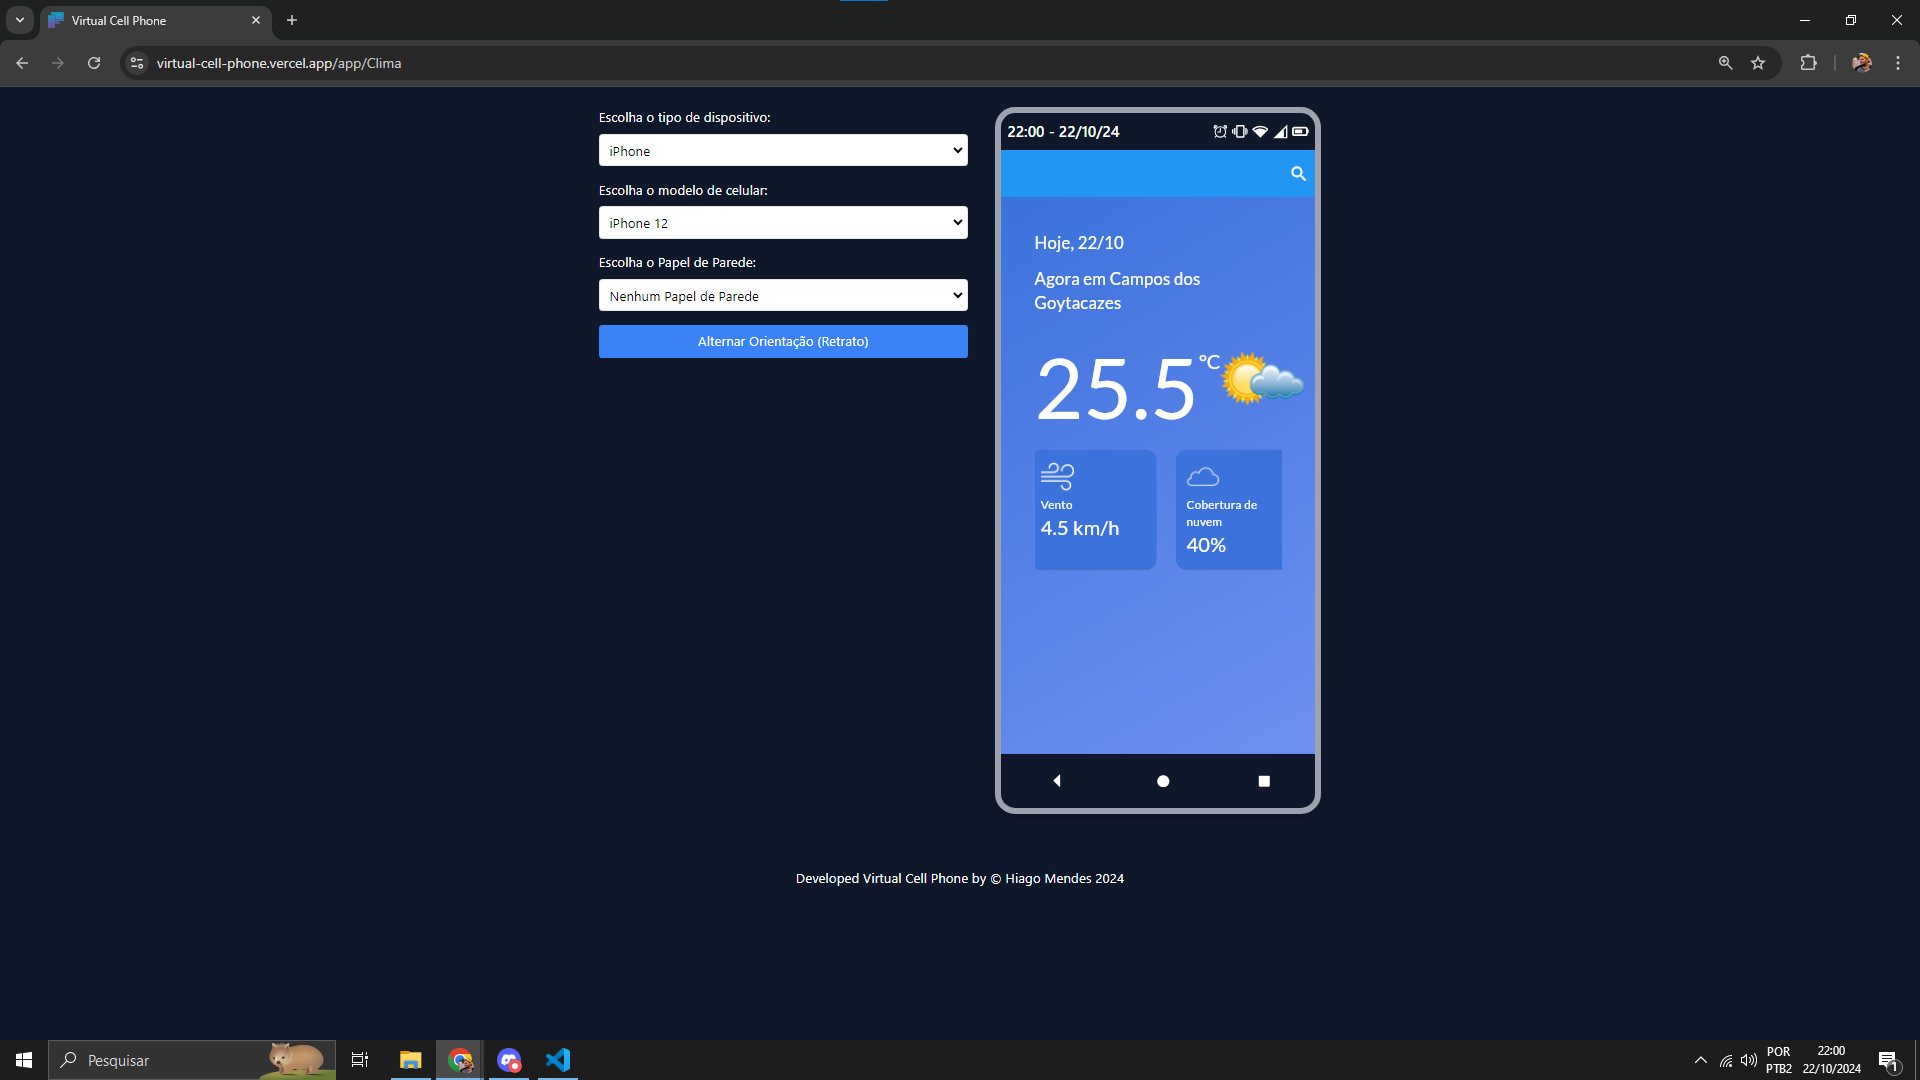 Virtual Cell Phone
virtual-cell-phone.vercel.app/app/Clima
Escolha o tipo de dispositivo:
iPhone
Escolha o modelo de celular:
iPhone 12
Escolha o Papel de Parede:
Nenhum Papel de Parede
Alternar Orientação (Retrato)
22:00 - 22/10/24
Hoje, 22/10
Agora em Campos dos
Goytacazes
25.5 °C
Vento
4.5 km/h
Cobertura de
nuvem
40%
Developed Virtual Cell Phone by © Hiago Mendes 2024
Pesquisar
POR
PTB2
22:00
22/10/2024
1